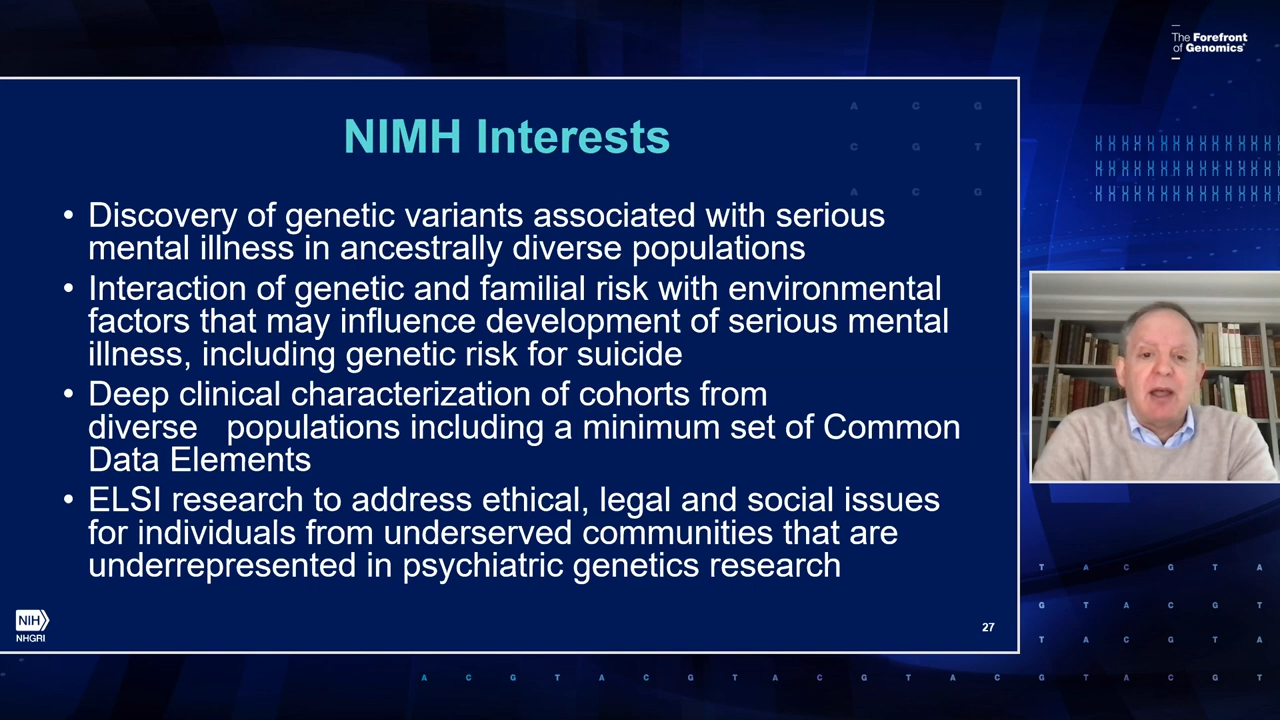 The Forefront
of Genomics®
NIMH Interests
A C G
C G T
A C G
• Discovery of genetic variants associated with serious
mental illness in ancestrally diverse populations
• Interaction of genetic and familial risk with environmental
factors that may influence development of serious mental
illness, including genetic risk for suicide
• Deep clinical characterization of cohorts from
diverse   populations including a minimum set of Common
Data Elements
• ELSI research to address ethical, legal and social issues
for individuals from underserved communities that are
underrepresented in psychiatric genetics research
NIH
NHGRI
27
T A C G T A
G T A C G T
T A C G T A
A C G T A C G T A C G T A C G T A C G T